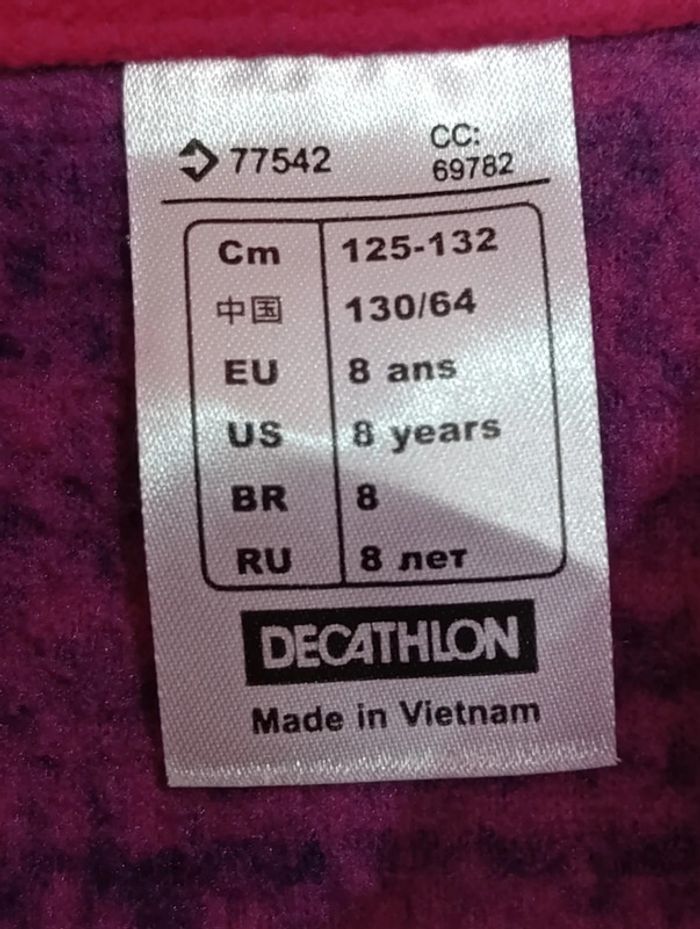 77542 CC:
69782
Cm 125-132
中国 130/64
EU 8 ans
US 8 years
BR 8
RU 8 лет
DECATHLON
Made in Vietnam